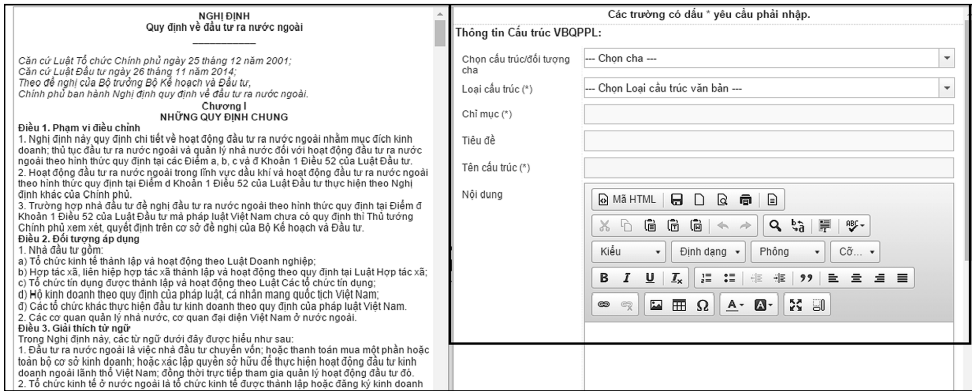 NGHỊ ĐỊNH
Quy định về đầu tư ra nước ngoài
Căn cứ Luật Tổ chức Chính phủ ngày 25 tháng 12 năm 2001;
Căn cứ Luật Đầu tư ngày 26 tháng 11 năm 2014;
Theo đề nghị của Bộ trưởng Bộ Kế hoạch và Đầu tư,
Chính phủ ban hành Nghị định quy định về đầu tư ra nước ngoài.
Chương I
NHỮNG QUY ĐỊNH CHUNG
Điều 1. Phạm vi điều chỉnh
1. Nghị định này quy định chi tiết về hoạt động đầu tư ra nước ngoài nhằm mục đích kinh
doanh; thủ tục đầu tư ra nước ngoài và quản lý nhà nước đối với hoạt động đầu tư ra nước
ngoài theo hình thức quy định tại các Điểm a, b, c và đ Khoản 1 Điều 52 của Luật Đầu tư.
2. Hoạt động đầu tư ra nước ngoài trong lĩnh vực dầu khí và hoạt động đầu tư ra nước ngoài
theo hình thức quy định tại Điểm d Khoản 1 Điều 52 của Luật Đầu tư thực hiện theo Nghị
định khác của Chính phủ.
3. Trường hợp nhà đầu tư đề nghị đầu tư ra nước ngoài theo hình thức quy định tại Điểm đ
Khoản 1 Điều 52 của Luật Đầu tư mà pháp luật Việt Nam chưa có quy định thì Thủ tướng
Chính phủ xem xét, quyết định trên cơ sở đề nghị của Bộ Kế hoạch và Đầu tư.
Điều 2. Đối tượng áp dụng
1. Nhà đầu tư gồm:
a) Tổ chức kinh tế thành lập và hoạt động theo Luật Doanh nghiệp;
b) Hợp tác xã, liên hiệp hợp tác xã thành lập và hoạt động theo quy định tại Luật Hợp tác xã;
c) Tổ chức tín dụng được thành lập và hoạt động theo Luật Các tổ chức tín dụng;
d) Hộ kinh doanh theo quy định của pháp luật, cá nhân mang quốc tịch Việt Nam;
đ) Các tổ chức khác thực hiện đầu tư kinh doanh theo quy định của pháp luật Việt Nam.
2. Các cơ quan quản lý nhà nước, cơ quan đại diện Việt Nam ở nước ngoài.
Điều 3. Giải thích từ ngữ
Trong Nghị định này, các từ ngữ dưới đây được hiểu như sau:
1. Đầu tư ra nước ngoài là việc nhà đầu tư chuyển vốn; hoặc thanh toán mua một phần hoặc
toàn bộ cơ sở kinh doanh; hoặc xác lập quyền sở hữu để thực hiện hoạt động đầu tư kinh
doanh ngoài lãnh thổ Việt Nam; đồng thời trực tiếp tham gia quản lý hoạt động đầu tư đó.
2. Tổ chức kinh tế ở nước ngoài là tổ chức kinh tế được thành lập hoặc đăng ký kinh doanh
Các trường có dấu * yêu cầu phải nhập.
Thông tin Cấu trúc VBQPPL:
Chọn cấu trúc/đối tượng
cha
--- Chọn cha ---
Loại cấu trúc (*)
--- Chọn Loại cấu trúc văn bản ---
Chỉ mục (*)
Tiêu đề
Tên cấu trúc (*)
Nội dung
Mã HTML
ABC
Kiểu
Định dạng
Phông
Cỡ...
B I U Tx
A A